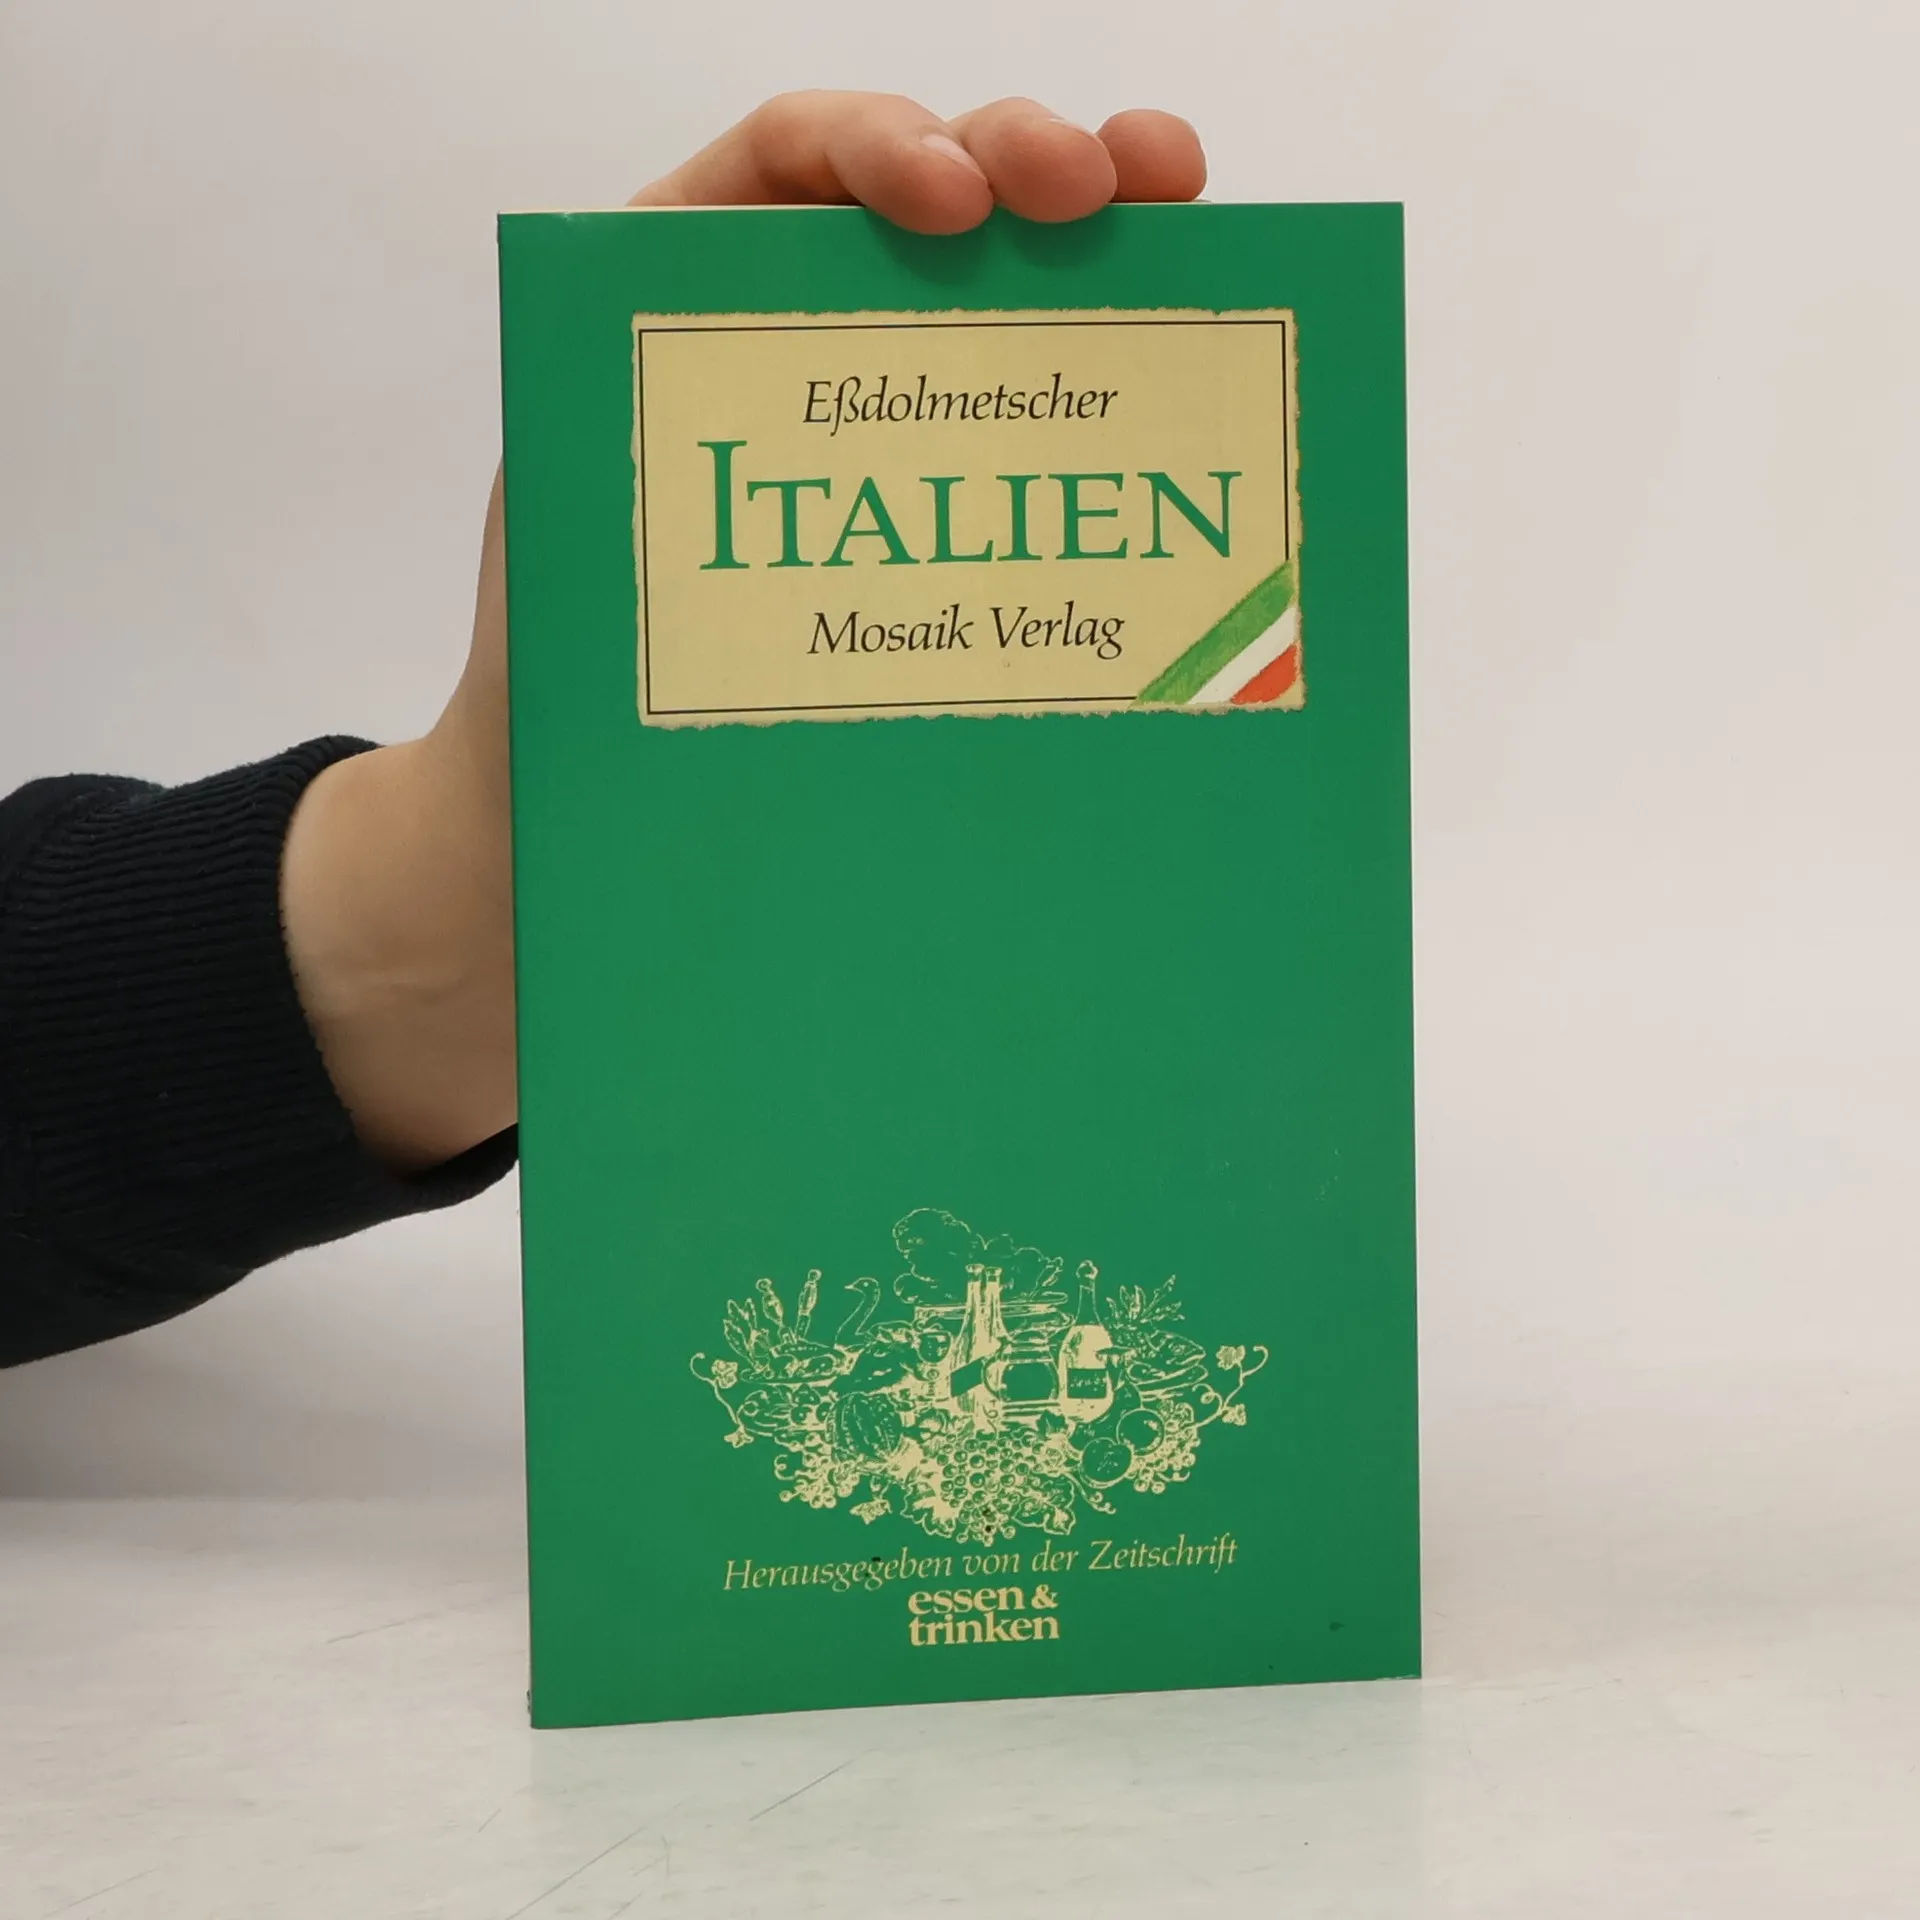 Eßdolmetscher
ITALIEN
Mosaik Verlag
Herausgegeben von der Zeitschrift
essen &
trinken